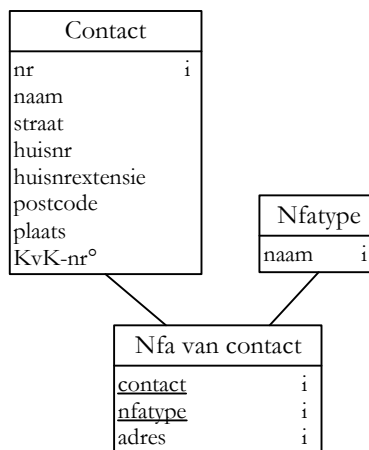 Contact
nr i
naam
straat
huisnr
huisnrextensie
postcode
plaats
KvK-nr°
Nfatype
naam i
Nfa van contact
contact i
nfatype i
adres i